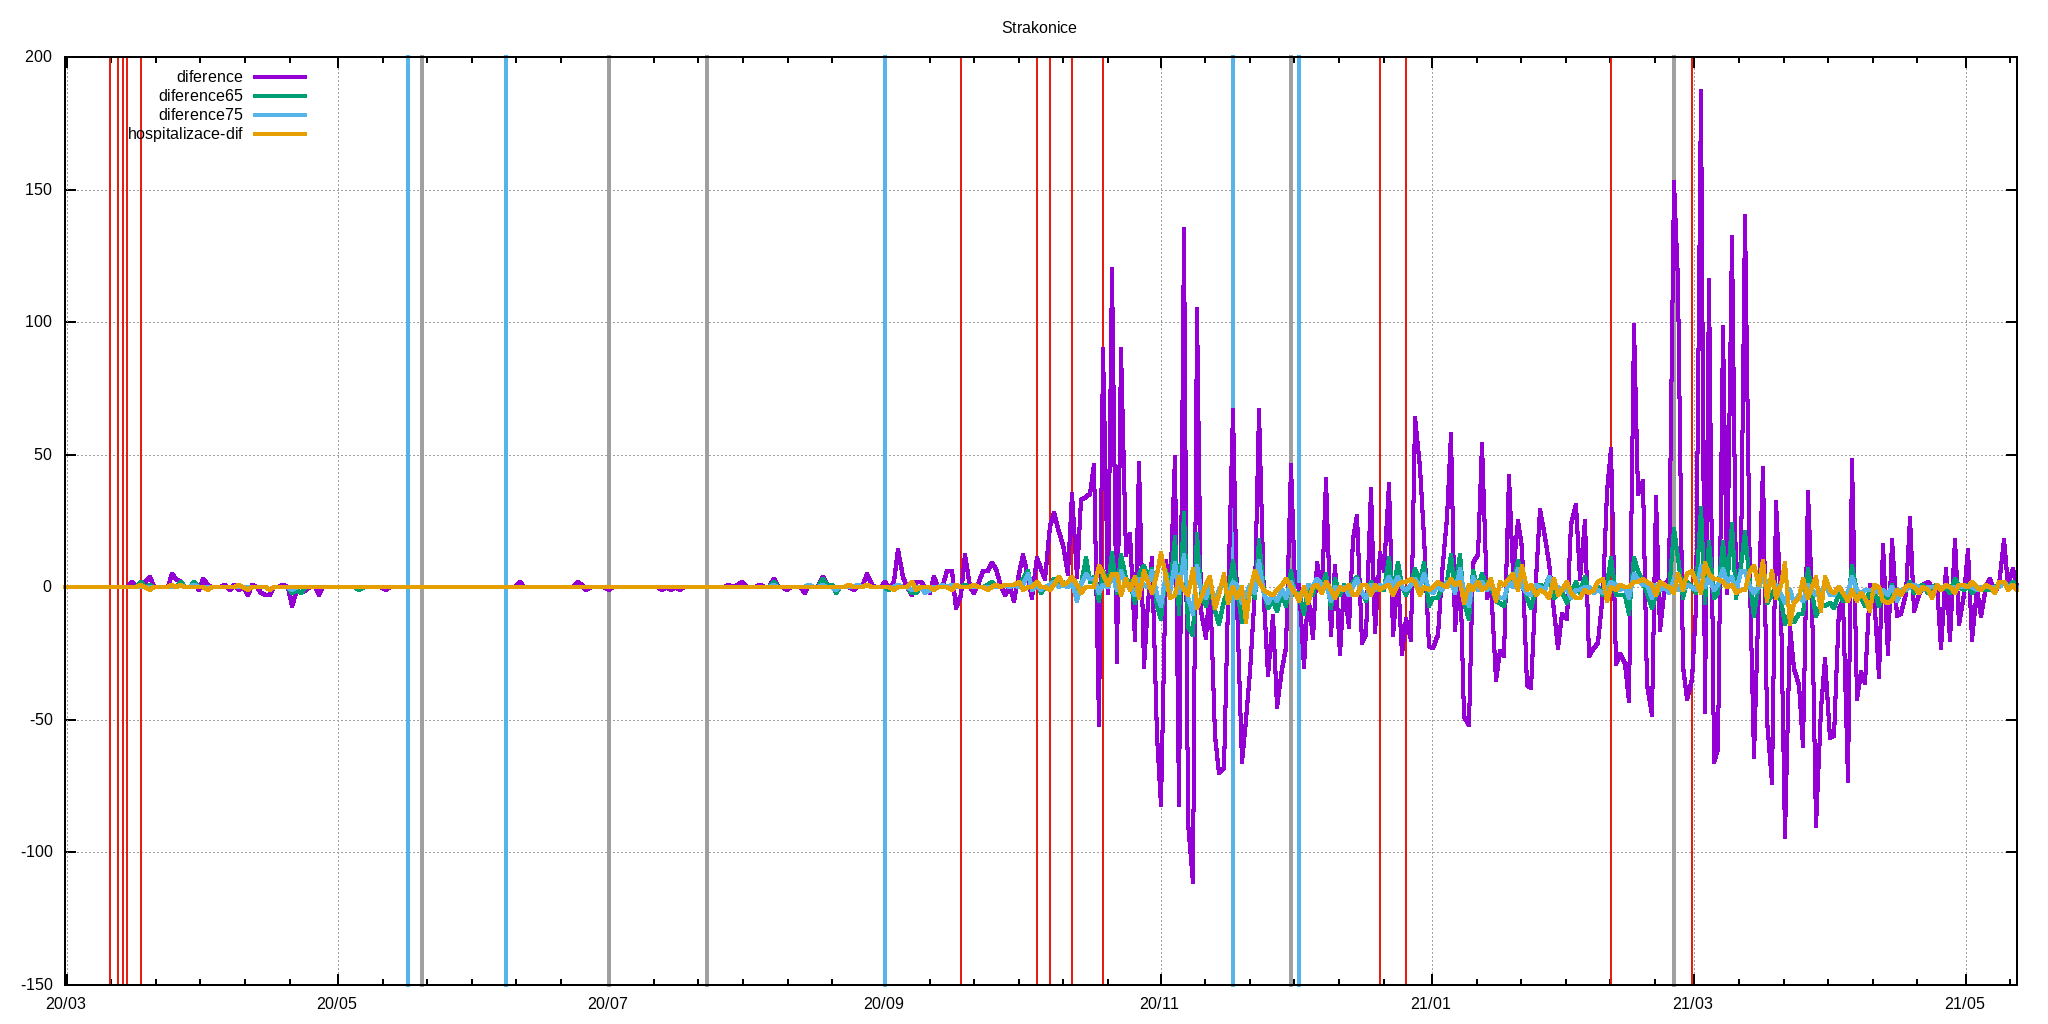 Strakonice
200
150
100
50
0
-50
-100
-150
diference
diference65
diference75
hospitalizace-dif
20/03 20/05 20/07 20/09 20/11 21/01 21/03 21/05